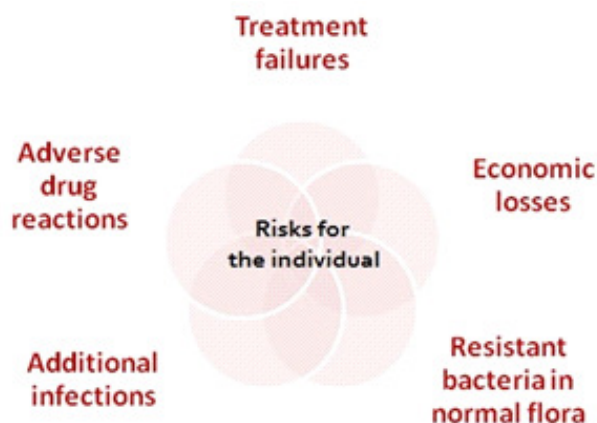 Treatment
failures
Adverse
drug
reactions
Economic
losses
Risks for
the individual
Additional
infections
Resistant
bacteria in
normal flora